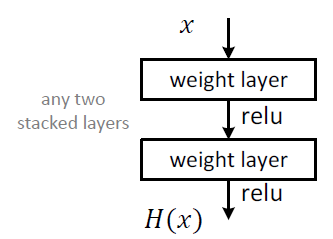 x
weight layer
any two
stacked layers
relu
weight layer
relu
H(x)